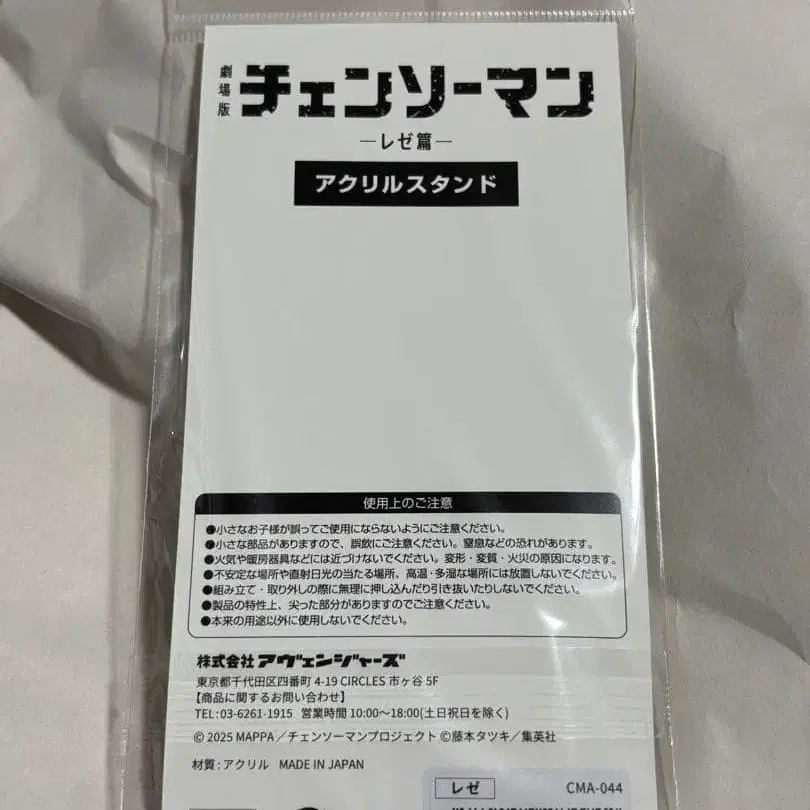 劇場版 チェンソーマン
―レゼ篇―
アクリルスタンド
使用上のご注意
●小さなお子様が誤ってご使用にならないようにご注意ください。
●小さな部品がありますので、誤飲にご注意ください。窒息などの恐れがあります。
●火気や暖房器具などには近づけないでください。変形・変質・火災の原因になります。
●不安定な場所や直射日光の当たる場所、高温・多湿な場所には放置しないでください。
●組み立て・取り外しの際に無理に押し込んだり引き抜いたりしないでください。
●製品の特性上、尖った部分がありますのでご注意ください。
●本来の用途以外に使用しないでください。
株式会社アヴェンジャーズ
東京都千代田区四番町 4-19 CIRCLES 市ヶ谷 5F
【商品に関するお問い合わせ】
TEL:03-6261-1915 営業時間 10:00～18:00(土日祝日を除く)
© 2025 MAPPA／チェンソーマンプロジェクト ©藤本タツキ／集英社
材質:アクリル MADE IN JAPAN
レゼ CMA-044